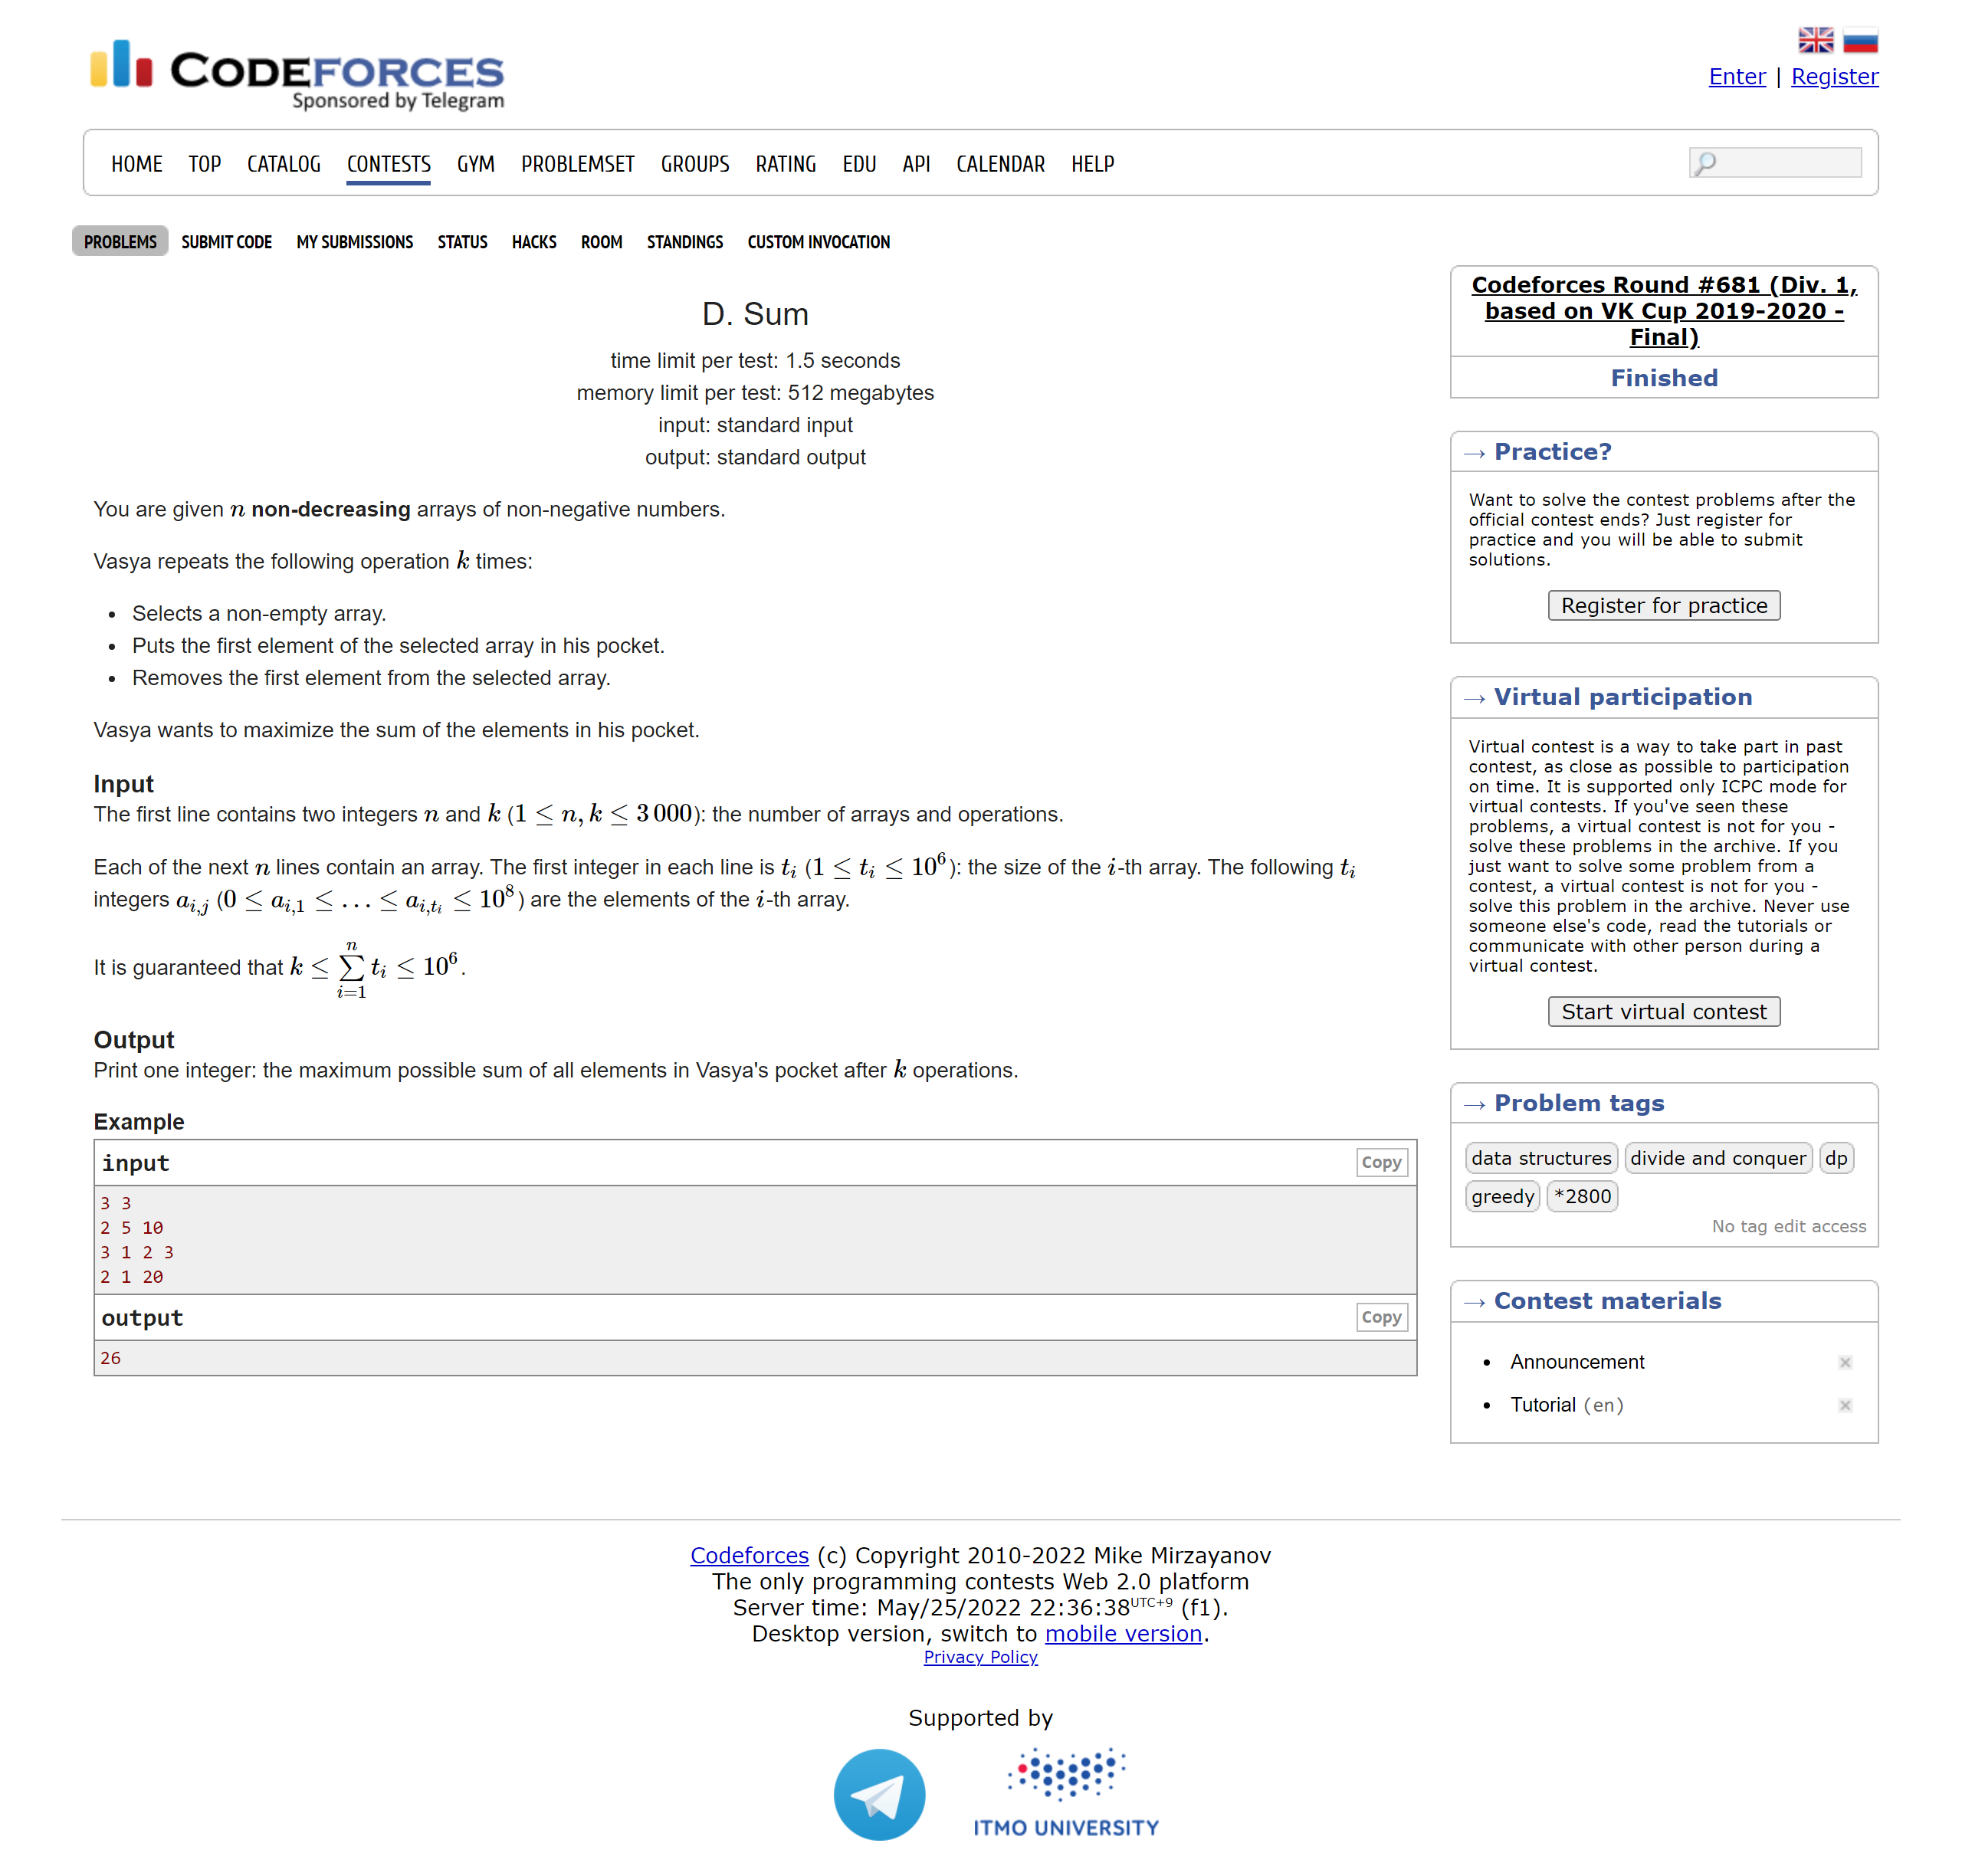 CODEFORCES
Sponsored by Telegram
Enter | Register
HOME TOP CATALOG CONTESTS GYM PROBLEMSET GROUPS RATING EDU API CALENDAR HELP
PROBLEMS SUBMIT CODE MY SUBMISSIONS STATUS HACKS ROOM STANDINGS CUSTOM INVOCATION
D. Sum
time limit per test: 1.5 seconds
memory limit per test: 512 megabytes
input: standard input
output: standard output
You are given n non-decreasing arrays of non-negative numbers.
Vasya repeats the following operation k times:
• Selects a non-empty array.
• Puts the first element of the selected array in his pocket.
• Removes the first element from the selected array.
Vasya wants to maximize the sum of the elements in his pocket.
Input
The first line contains two integers n and k (1 ≤ n, k ≤ 3 000): the number of arrays and operations.
Each of the next n lines contain an array. The first integer in each line is t_i (1 ≤ t_i ≤ 10^6): the size of the i-th array. The following t_i
integers a_{i,j} (0 ≤ a_{i,1} ≤ … ≤ a_{i,t_i} ≤ 10^8) are the elements of the i-th array.
It is guaranteed that k ≤ ∑_{i=1}^{n} t_i ≤ 10^6.
Output
Print one integer: the maximum possible sum of all elements in Vasya's pocket after k operations.
Example
input Copy
3 3
2 5 10
3 1 2 3
2 1 20
output Copy
26
Codeforces Round #681 (Div. 1,
based on VK Cup 2019-2020 -
Final)
Finished
→ Practice?
Want to solve the contest problems after the
official contest ends? Just register for
practice and you will be able to submit
solutions.
Register for practice
→ Virtual participation
Virtual contest is a way to take part in past
contest, as close as possible to participation
on time. It is supported only ICPC mode for
virtual contests. If you've seen these
problems, a virtual contest is not for you -
solve these problems in the archive. If you
just want to solve some problem from a
contest, a virtual contest is not for you -
solve this problem in the archive. Never use
someone else's code, read the tutorials or
communicate with other person during a
virtual contest.
Start virtual contest
→ Problem tags
data structures divide and conquer dp
greedy *2800
No tag edit access
→ Contest materials
• Announcement
• Tutorial (en)
Codeforces (c) Copyright 2010-2022 Mike Mirzayanov
The only programming contests Web 2.0 platform
Server time: May/25/2022 22:36:38 UTC+9 (f1).
Desktop version, switch to mobile version.
Privacy Policy
Supported by
ITMO UNIVERSITY